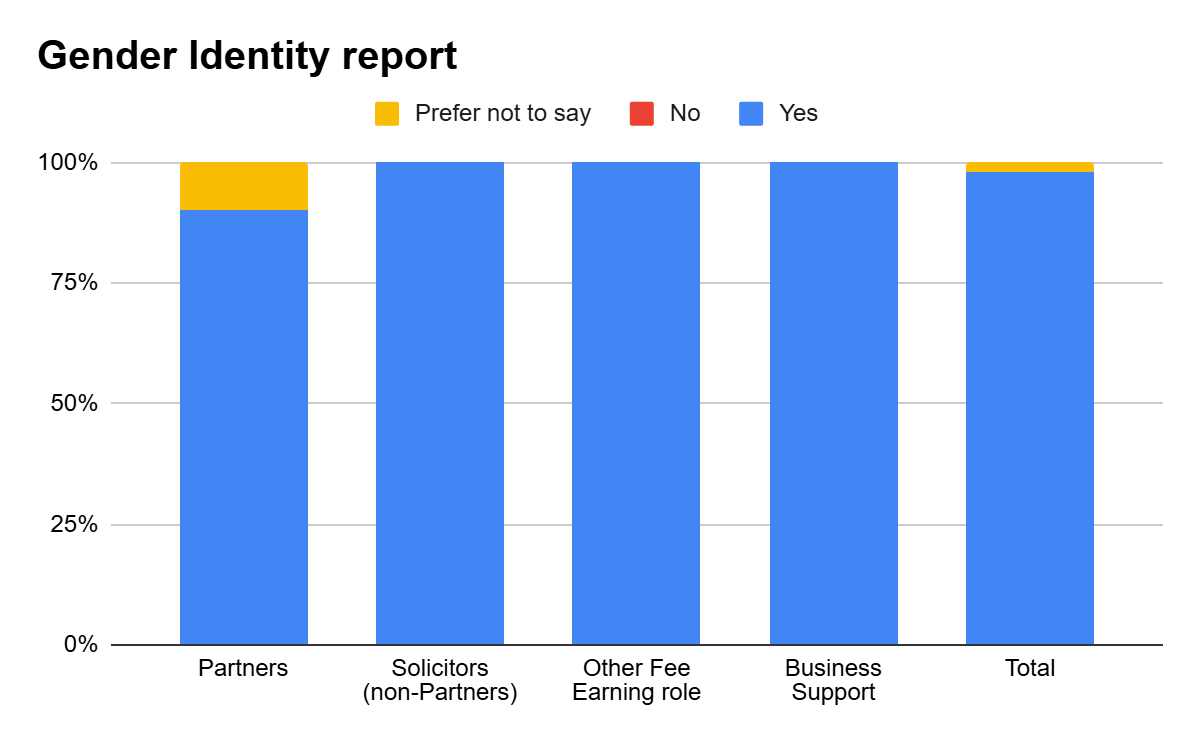 Gender Identity report
Prefer not to say
No
Yes
100%
75%
50%
25%
0%
Partners
Solicitors
(non-Partners)
Other Fee
Earning role
Business
Support
Total